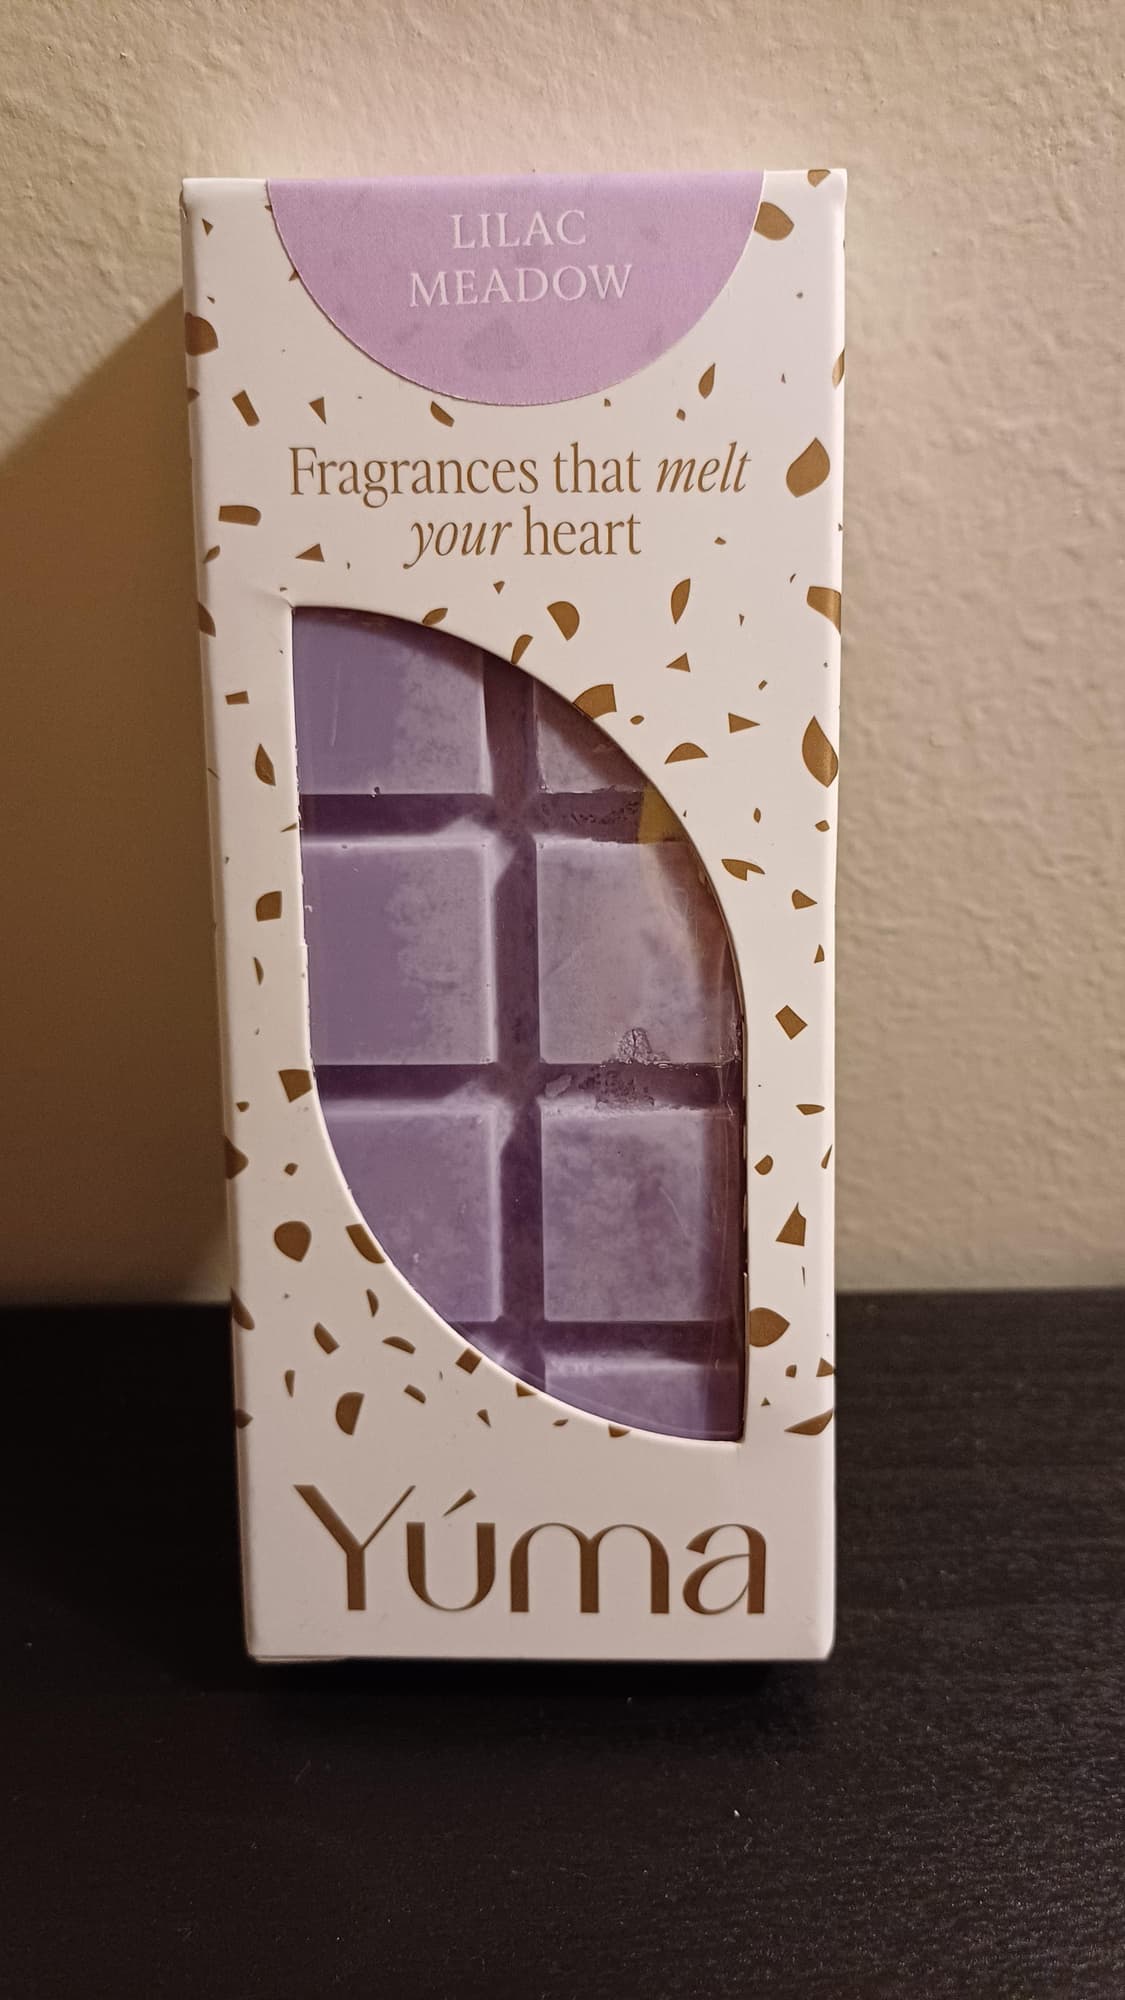 LILAC
MEADOW
Fragrances that melt
your heart
Yúma